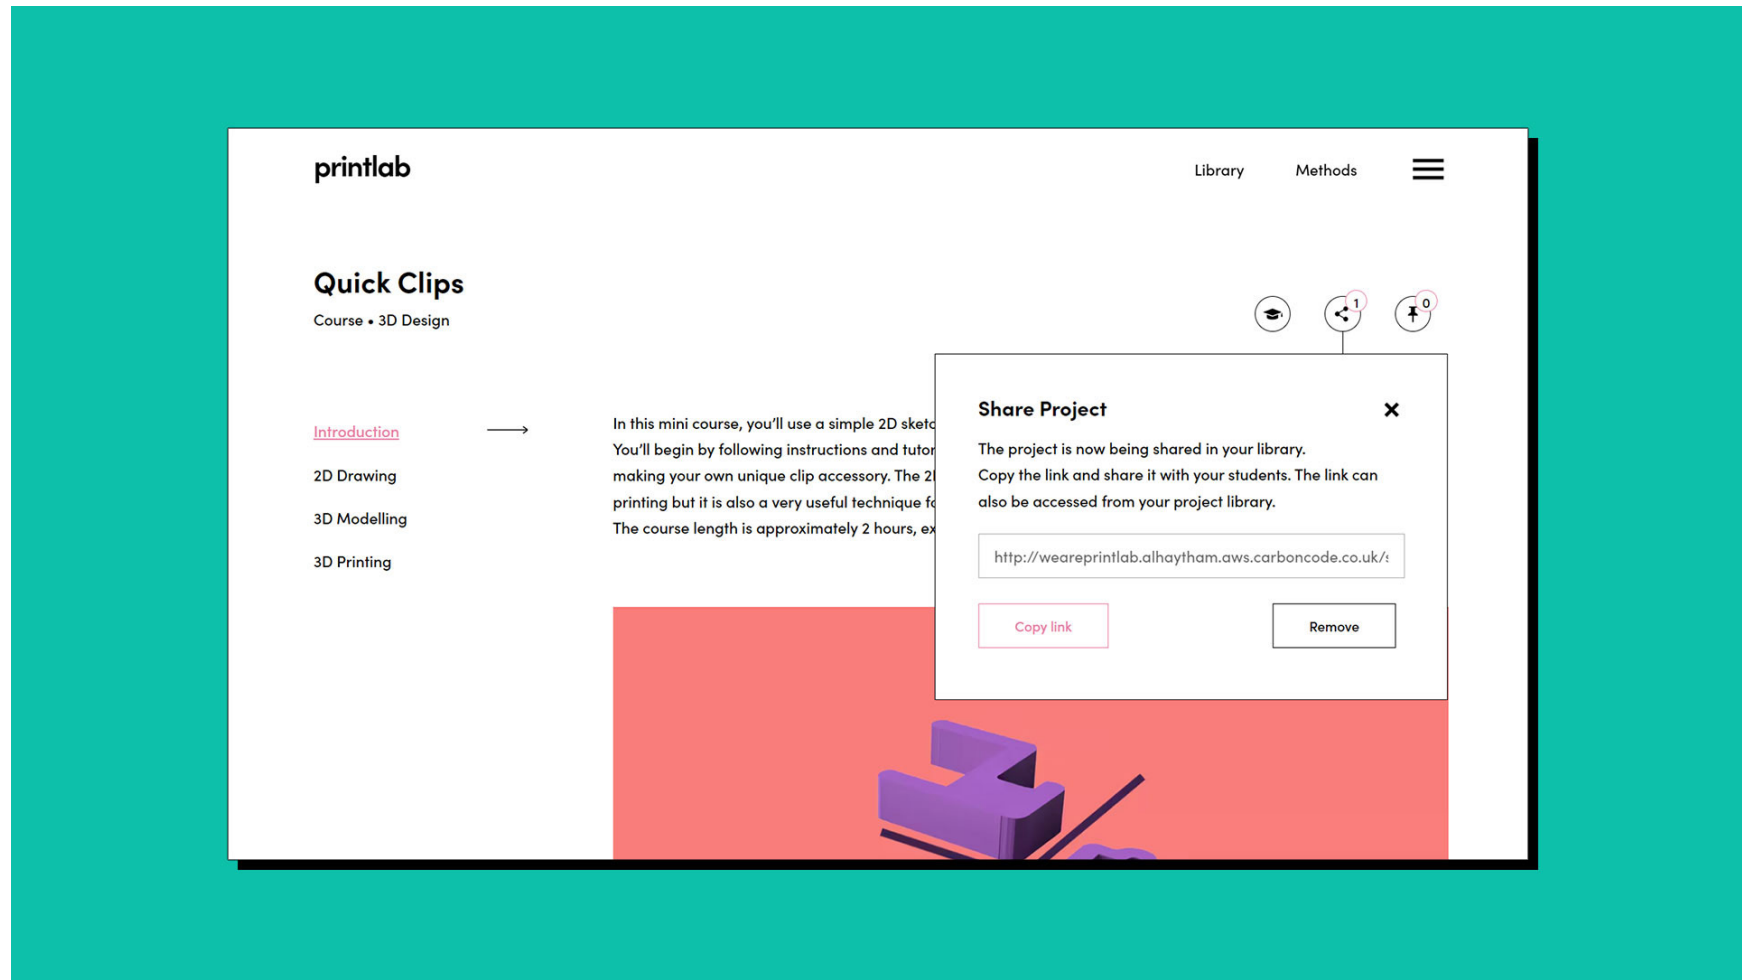 printlab
Library
Methods
Quick Clips
Course • 3D Design
1
0
Introduction
2D Drawing
3D Modelling
3D Printing
In this mini course, you'll use a simple 2D
You'll begin by following instructions and
making your own unique clip accessory. The
printing but it is also a very useful technique
The course length is approximately 2 hours,
Share Project
The project is now being shared in your library.
Copy the link and share it with your students. The link can
also be accessed from your project library.
http://weareprintlab.alhaytham.aws.carboncode.co.uk/
Copy link
Remove